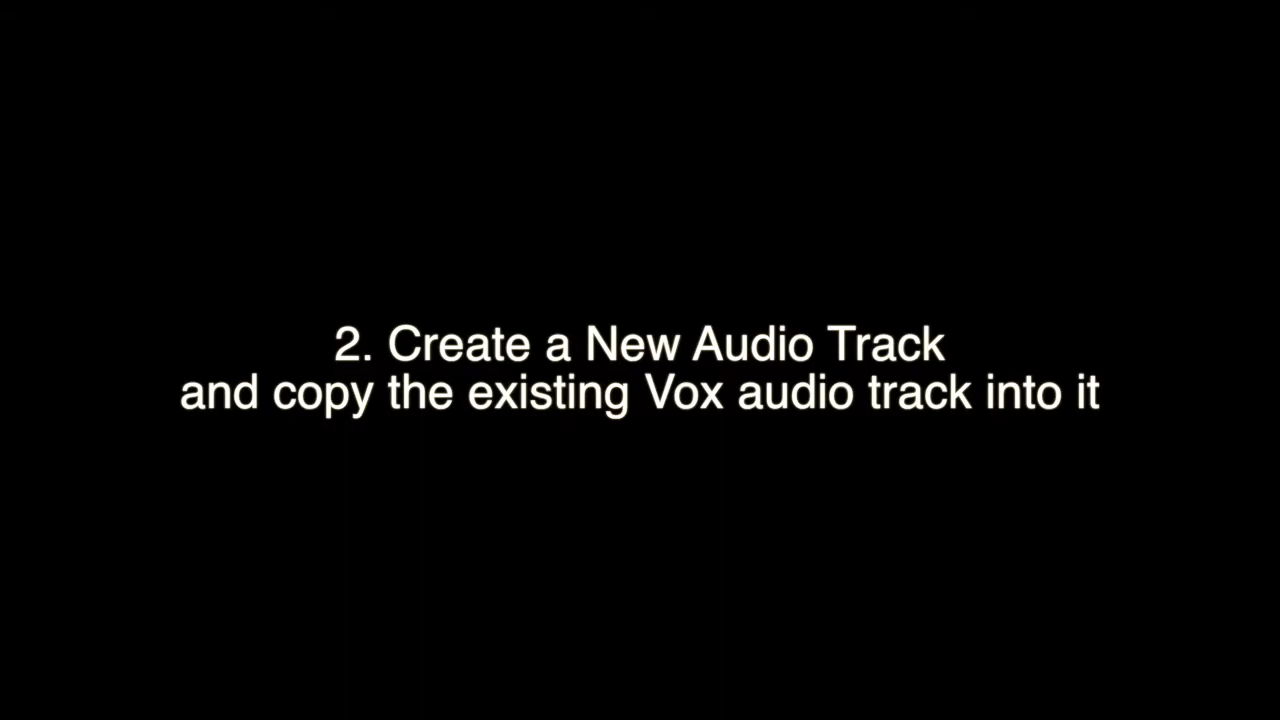 2. Create a New Audio Track
and copy the existing Vox audio track into it